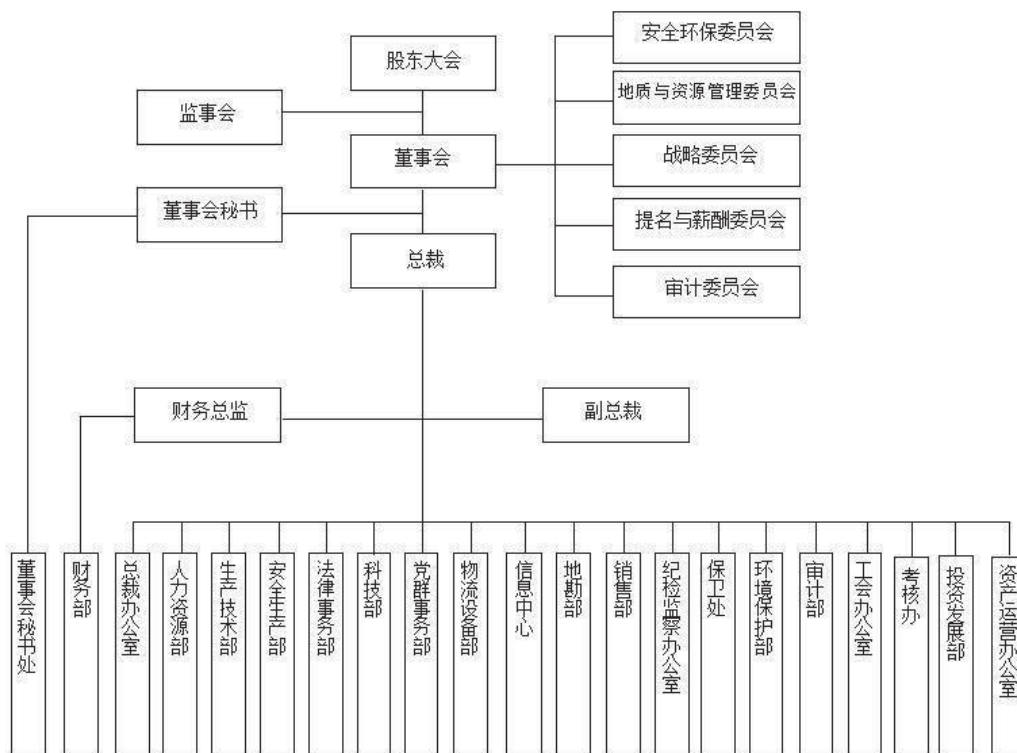 股东大会
监事会
董事会
董事会秘书
总裁
安全环保委员会
地质与资源管理委员会
战略委员会
提名与薪酬委员会
审计委员会
财务总监
副总裁
董事会秘书处
财务部
总裁办公室
人力资源部
生产技术部
安全生产部
法律事务部
科技部
党群事务部
物流设备部
信息中心
地勘部
销售部
纪检监察办公室
保卫处
环境保护部
审计部
工会办公室
考核办
投资发展部
资产运营办公室